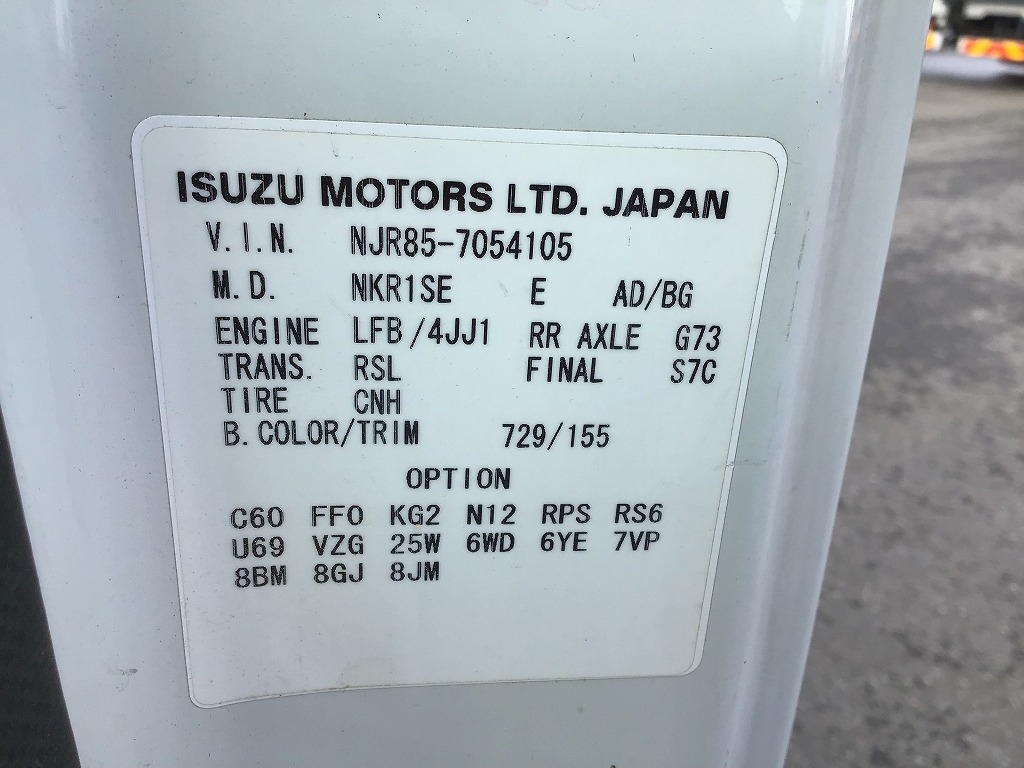 ISUZU MOTORS LTD. JAPAN
V.I.N. NJR85-7054105
M.D. NKR1SE E AD/BG
ENGINE LFB/4JJ1 RR AXLE G73
TRANS. RSL FINAL S7C
TIRE CNH
B.COLOR/TRIM 729/155
OPTION
C60 FF0 KG2 N12 RPS RS6
U69 VZG 25W 6WD 6YE 7VP
8BM 8GJ 8JM